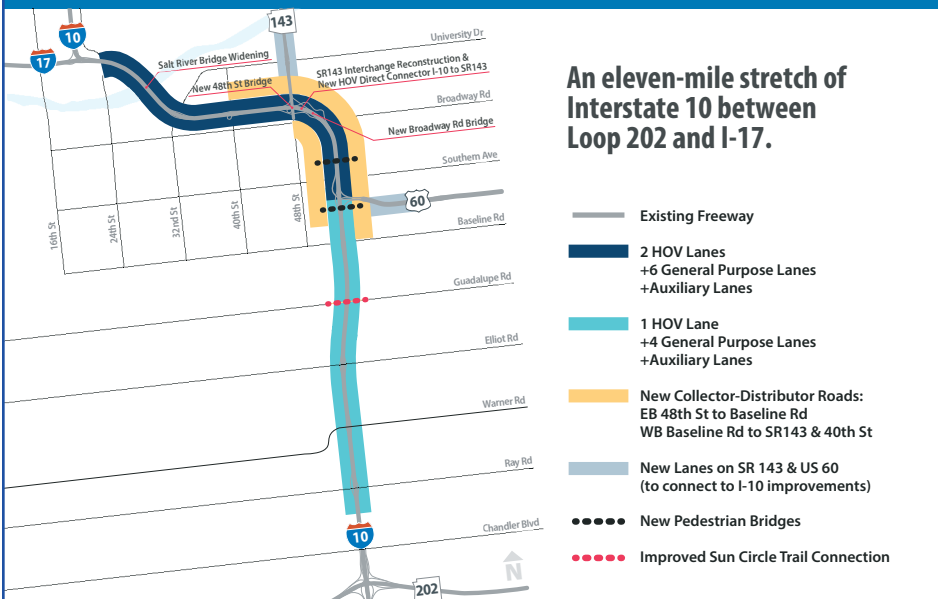 143
University Dr
10
17
Salt River Bridge Widening
SR143 Interchange Reconstruction &
New HOV Direct Connector I-10 to SR143
New 48th St Bridge
Broadway Rd
New Broadway Rd Bridge
Southern Ave
60
16th St
24th St
32nd St
40th St
48th St
Baseline Rd
Guadalupe Rd
Elliot Rd
Warner Rd
Ray Rd
Chandler Blvd
10
N
202
An eleven-mile stretch of
Interstate 10 between
Loop 202 and I-17.
Existing Freeway
2 HOV Lanes
+6 General Purpose Lanes
+Auxiliary Lanes
1 HOV Lane
+4 General Purpose Lanes
+Auxiliary Lanes
New Collector-Distributor Roads:
EB 48th St to Baseline Rd
WB Baseline Rd to SR143 & 40th St
New Lanes on SR 143 & US 60
(to connect to I-10 improvements)
New Pedestrian Bridges
Improved Sun Circle Trail Connection